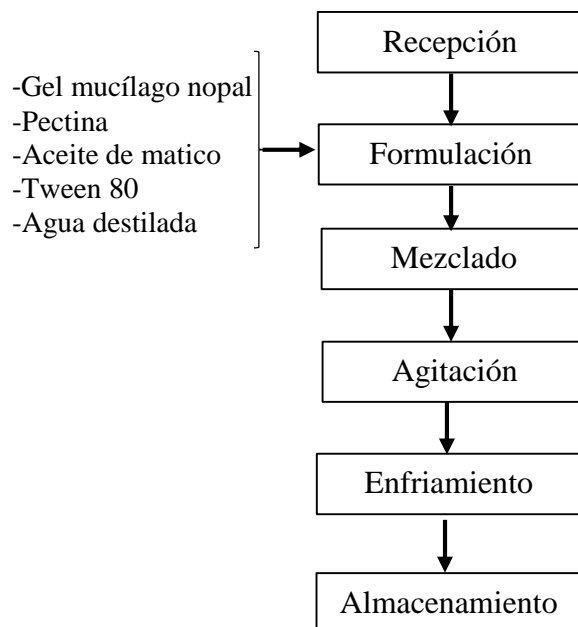 Recepción
-Gel mucílago nopal
-Pectina
-Aceite de matico
-Tween 80
-Agua destilada
Formulación
Mezclado
Agitación
Enfriamiento
Almacenamiento